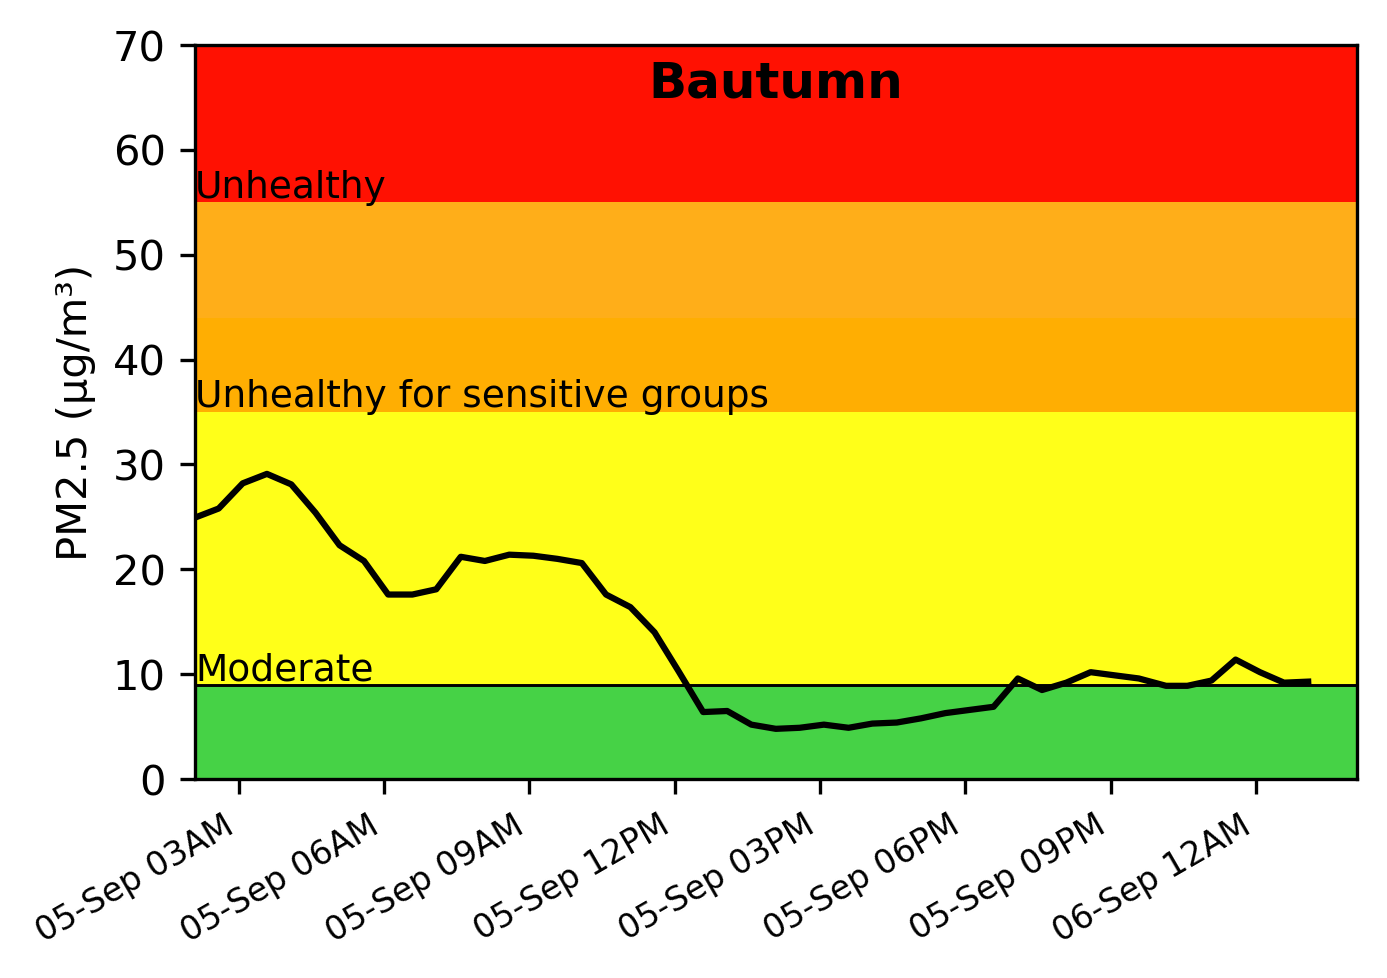 Bautumn
70
60
50
40
30
20
10
0
PM2.5 (µg/m³)
Unhealthy
Unhealthy for sensitive groups
Moderate
05-Sep 03AM
05-Sep 06AM
05-Sep 09AM
05-Sep 12PM
05-Sep 03PM
05-Sep 06PM
05-Sep 09PM
06-Sep 12AM